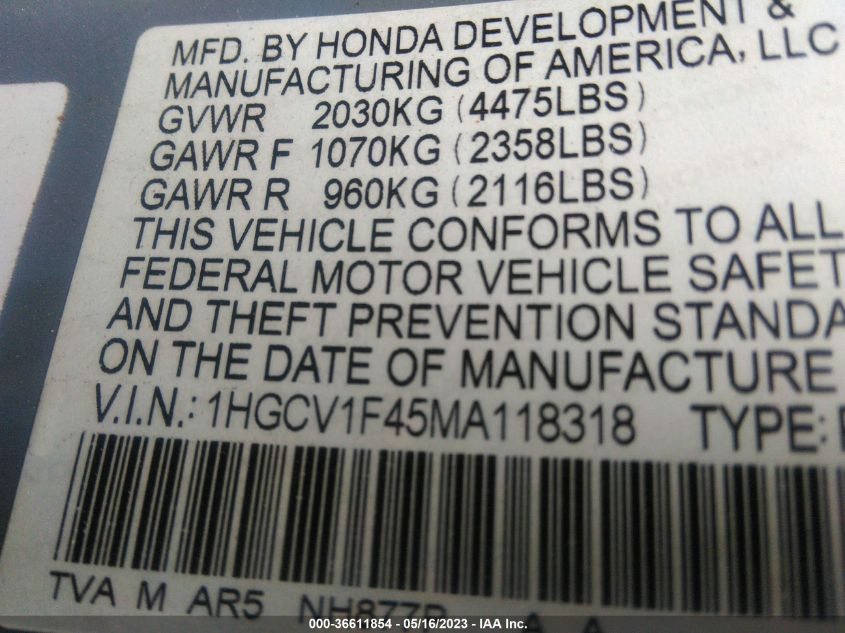 MFD. BY HONDA DEVELOPMENT &
MANUFACTURING OF AMERICA, LLC
GVWR 2030KG (4475LBS)
GAWR F 1070KG (2358LBS)
GAWR R 960KG (2116LBS)
THIS VEHICLE CONFORMS TO ALL
FEDERAL MOTOR VEHICLE SAFET
AND THEFT PREVENTION STANDA
ON THE DATE OF MANUFACTURE
V.I.N.: 1HGCV1F45MA118318 TYPE:
TVA M AR5 NH877P A A
000-36611854 - 05/16/2023 - IAA Inc.